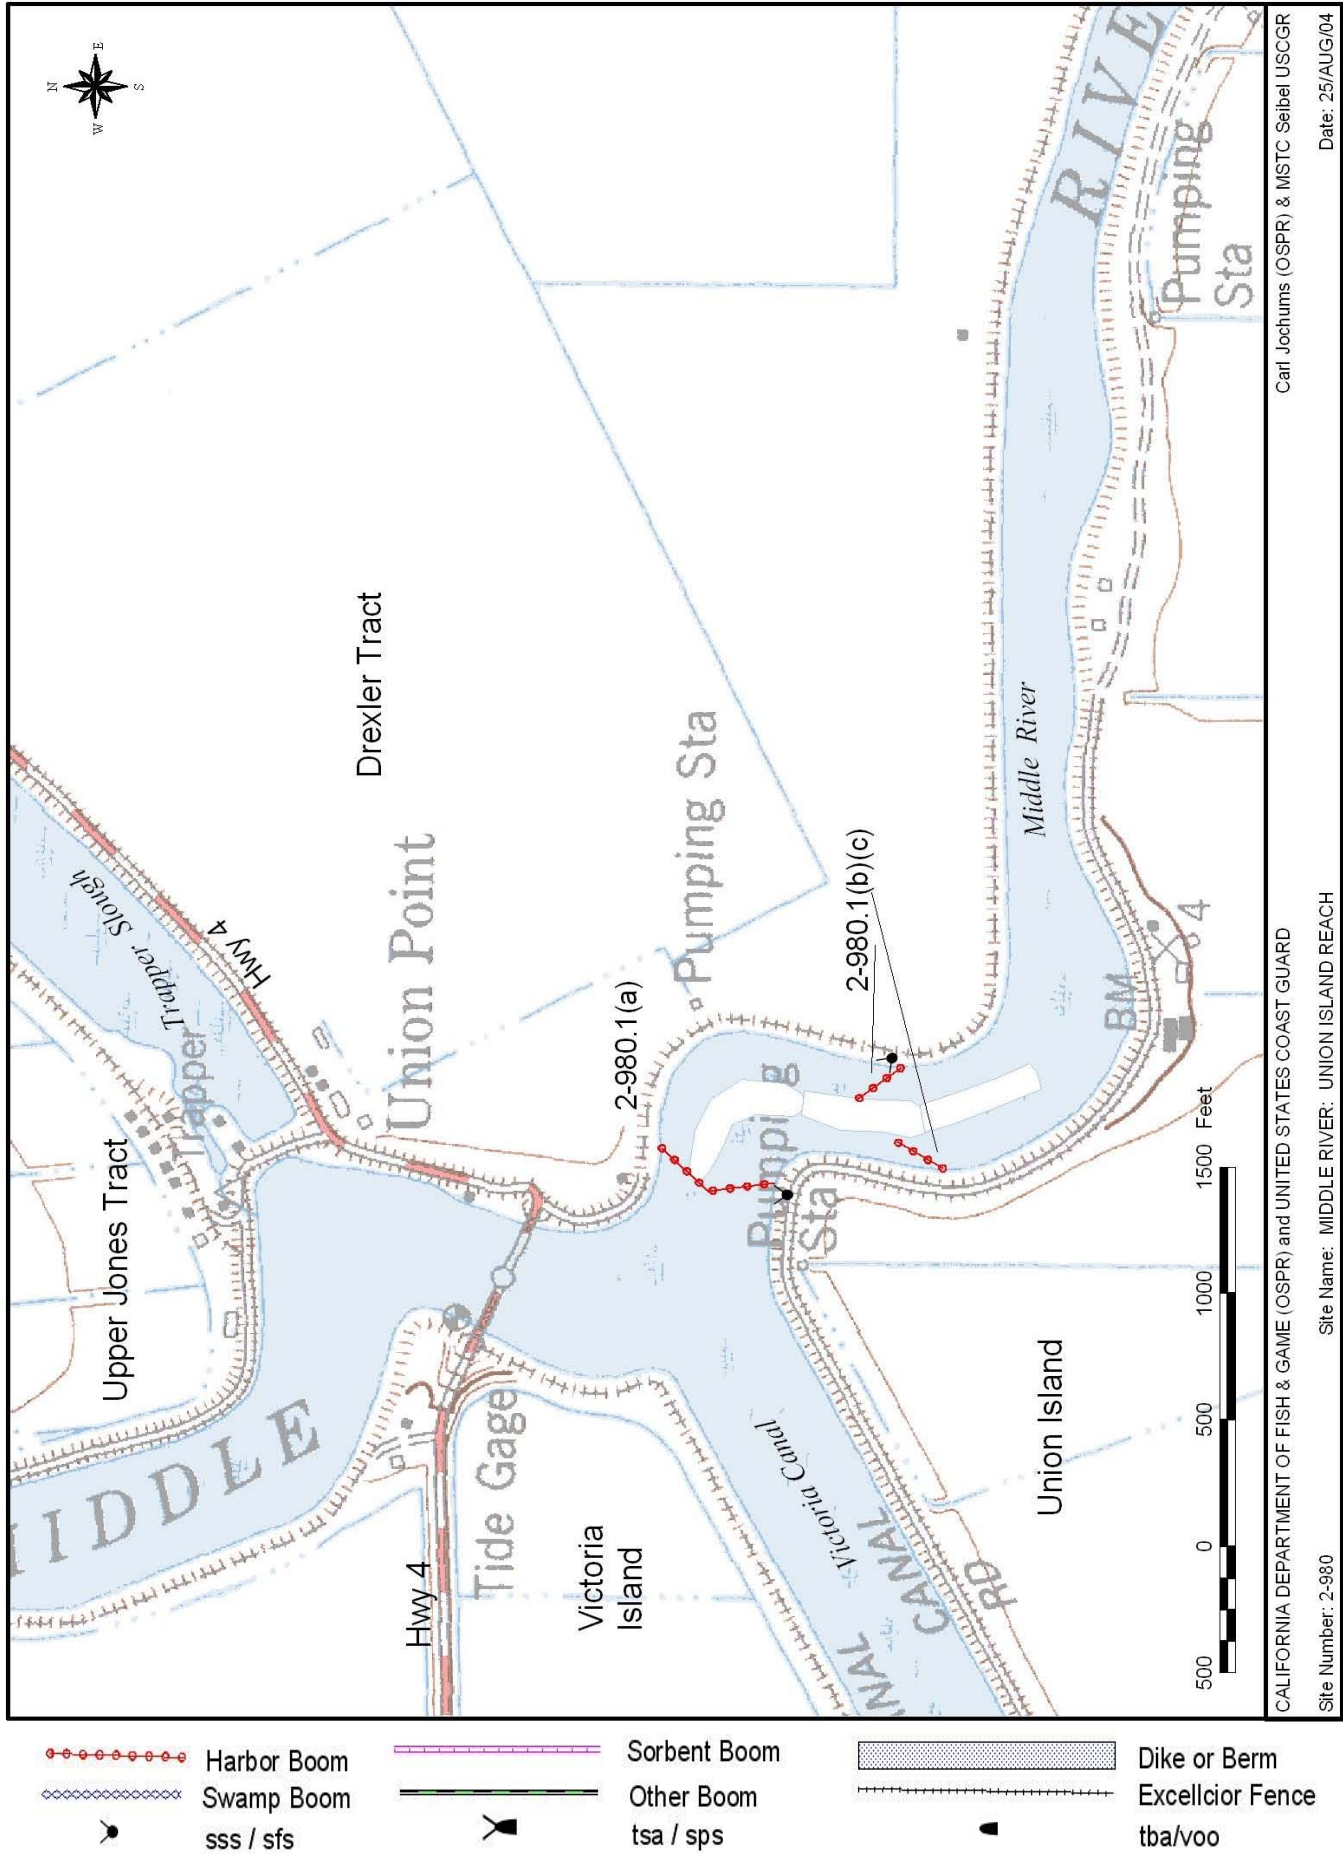 N
E
W
S
RIVE
Pumping
Sta
Trapper Slough
Hwy 4
Drexler Tract
Trapper
Upper Jones Tract
Union Point
Pumping Sta
2-980.1(a)
2-980.1(b)(c)
Middle River
Pumping
Sta
BM
4
MIDDLE
Tide Gage
Hwy 4
Victoria
Island
Victoria Canal
CANAL
RD
NAL
Union Island
500 0 500 1000 1500 Feet
CALIFORNIA DEPARTMENT OF FISH & GAME (OSPR) and UNITED STATES COAST GUARD Carl Jochums (OSPR) & MSTC Seibel USCGR
Site Number: 2-980 Site Name: MIDDLE RIVER: UNION ISLAND REACH Date: 25/AUG/04
Harbor Boom Sorbent Boom Dike or Berm
Swamp Boom Other Boom Excellcior Fence
sss / sfs tsa / sps tba/voo